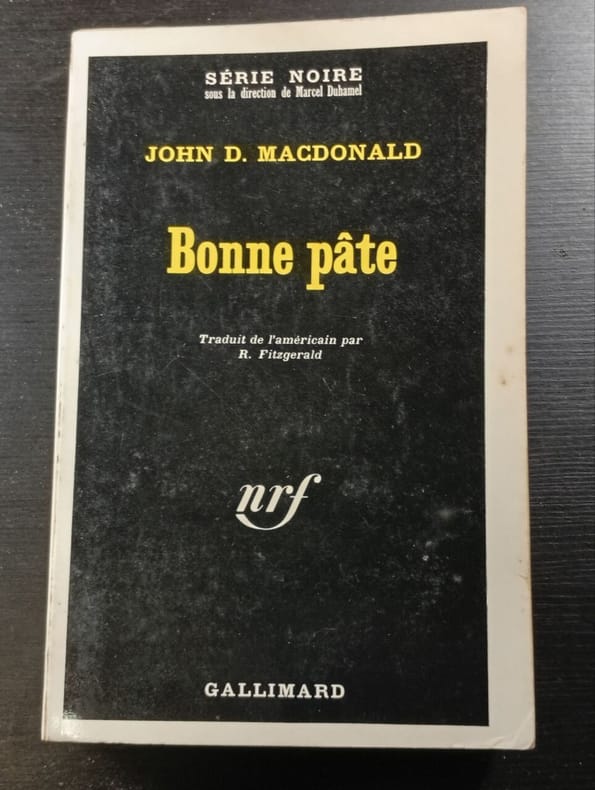 SÉRIE NOIRE
sous la direction de Marcel Duhamel
JOHN D. MACDONALD
Bonne pâte
Traduit de l'américain par
R. Fitzgerald
nrf
GALLIMARD